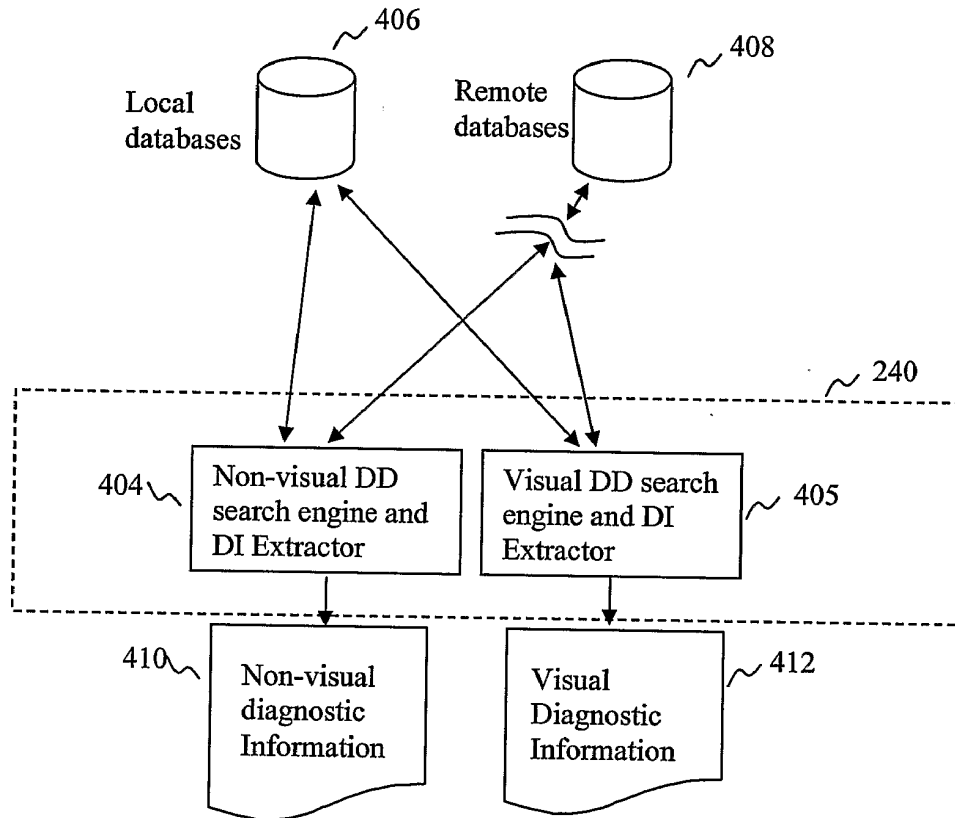 406
408
Local
databases
Remote
databases
240
404
Non-visual DD
search engine and
DI Extractor
Visual DD search
engine and DI
Extractor
405
410
Non-visual
diagnostic
Information
Visual
Diagnostic
Information
412